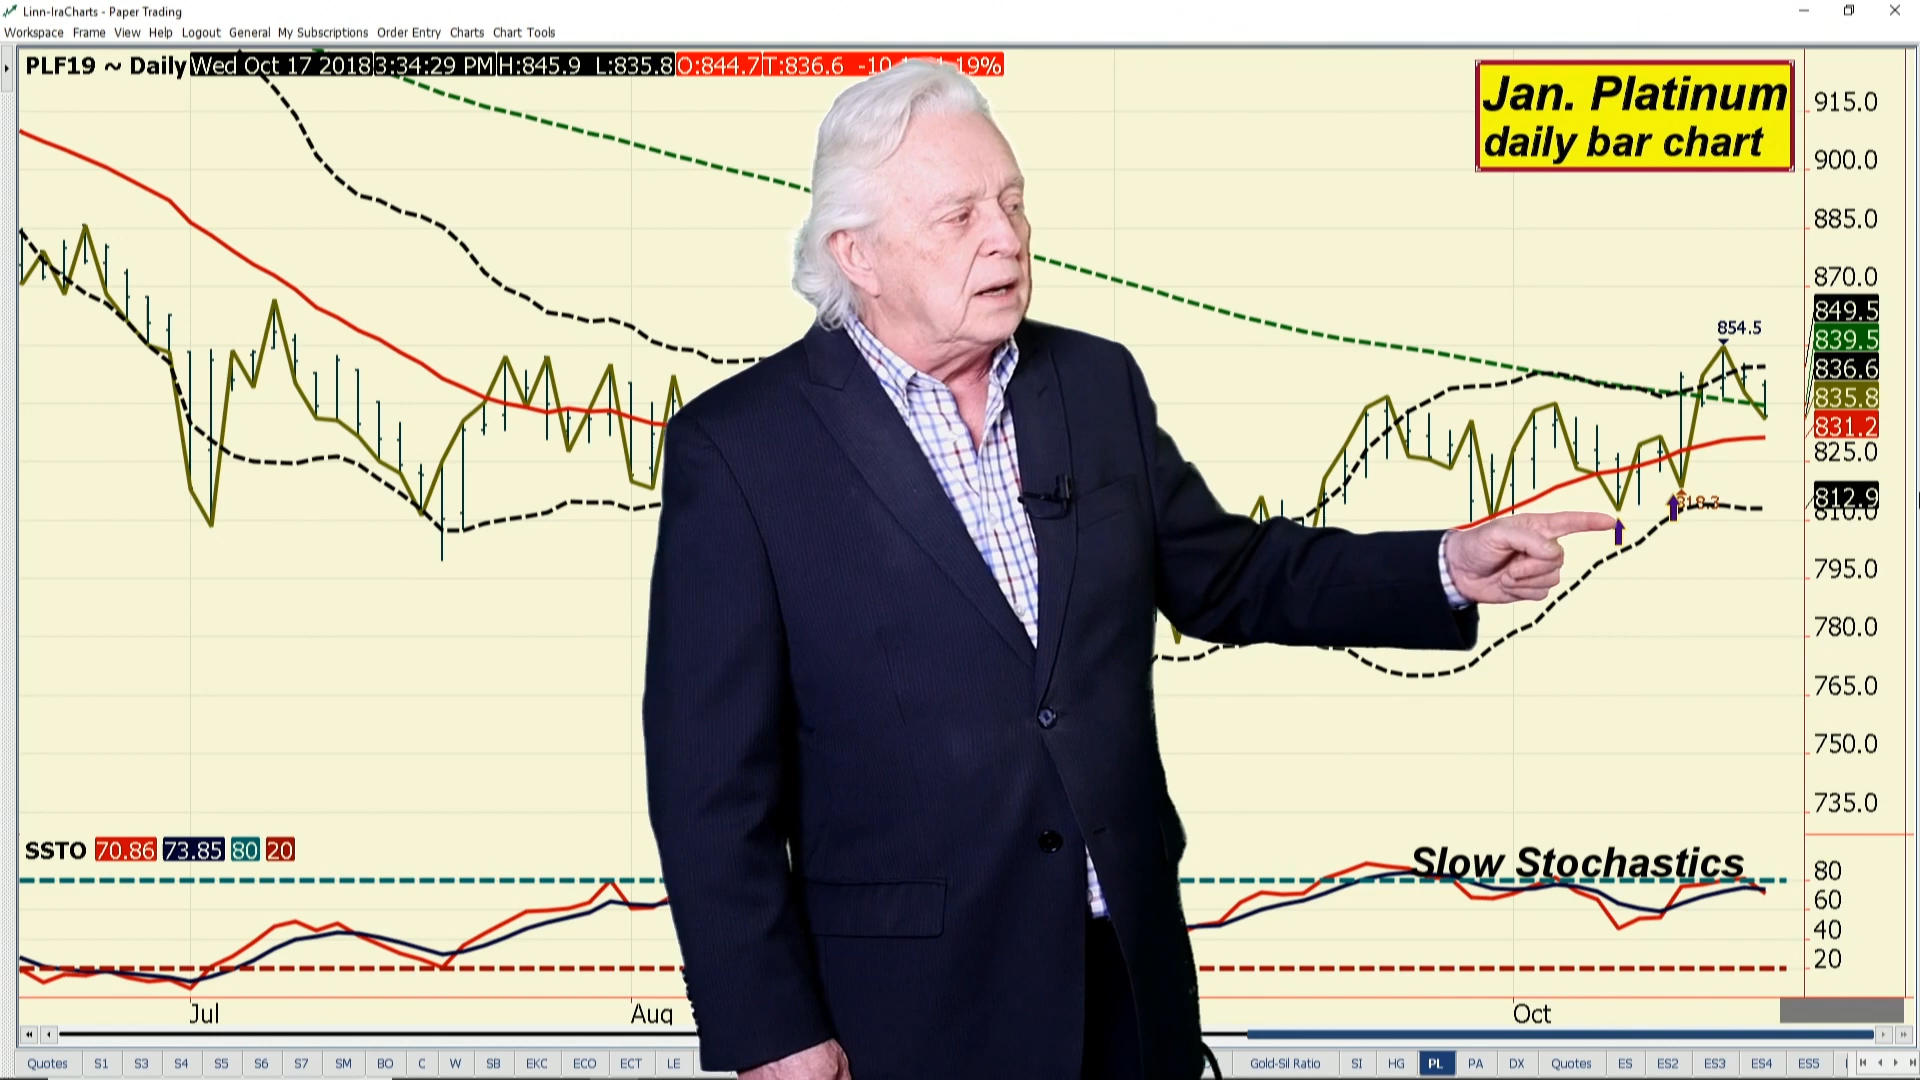 Linn-IraCharts - Paper Trading
Workspace Frame View Help Logout General My Subscriptions Order Entry Charts Chart Tools
PLF19 ~ Daily Wed Oct 17 2018 3:34:29 PM H:845.9 L:835.8 O:844.7 T:836.6
Jan. Platinum
daily bar chart
915.0
900.0
885.0
870.0
849.5
854.5
839.5
836.6
835.8
831.2
825.0
812.9
818.3
810.0
795.0
780.0
765.0
750.0
735.0
SSTO 70.86 73.85 80 20
Slow Stochastics
80
60
40
20
Jul Aug Oct
Quotes S1 S3 S4 S5 S6 S7 SM BO C W SB EKC ECO ECT LE Gold-Sil Ratio SI HG PL PA DX Quotes ES ES2 ES3 ES4 ES5